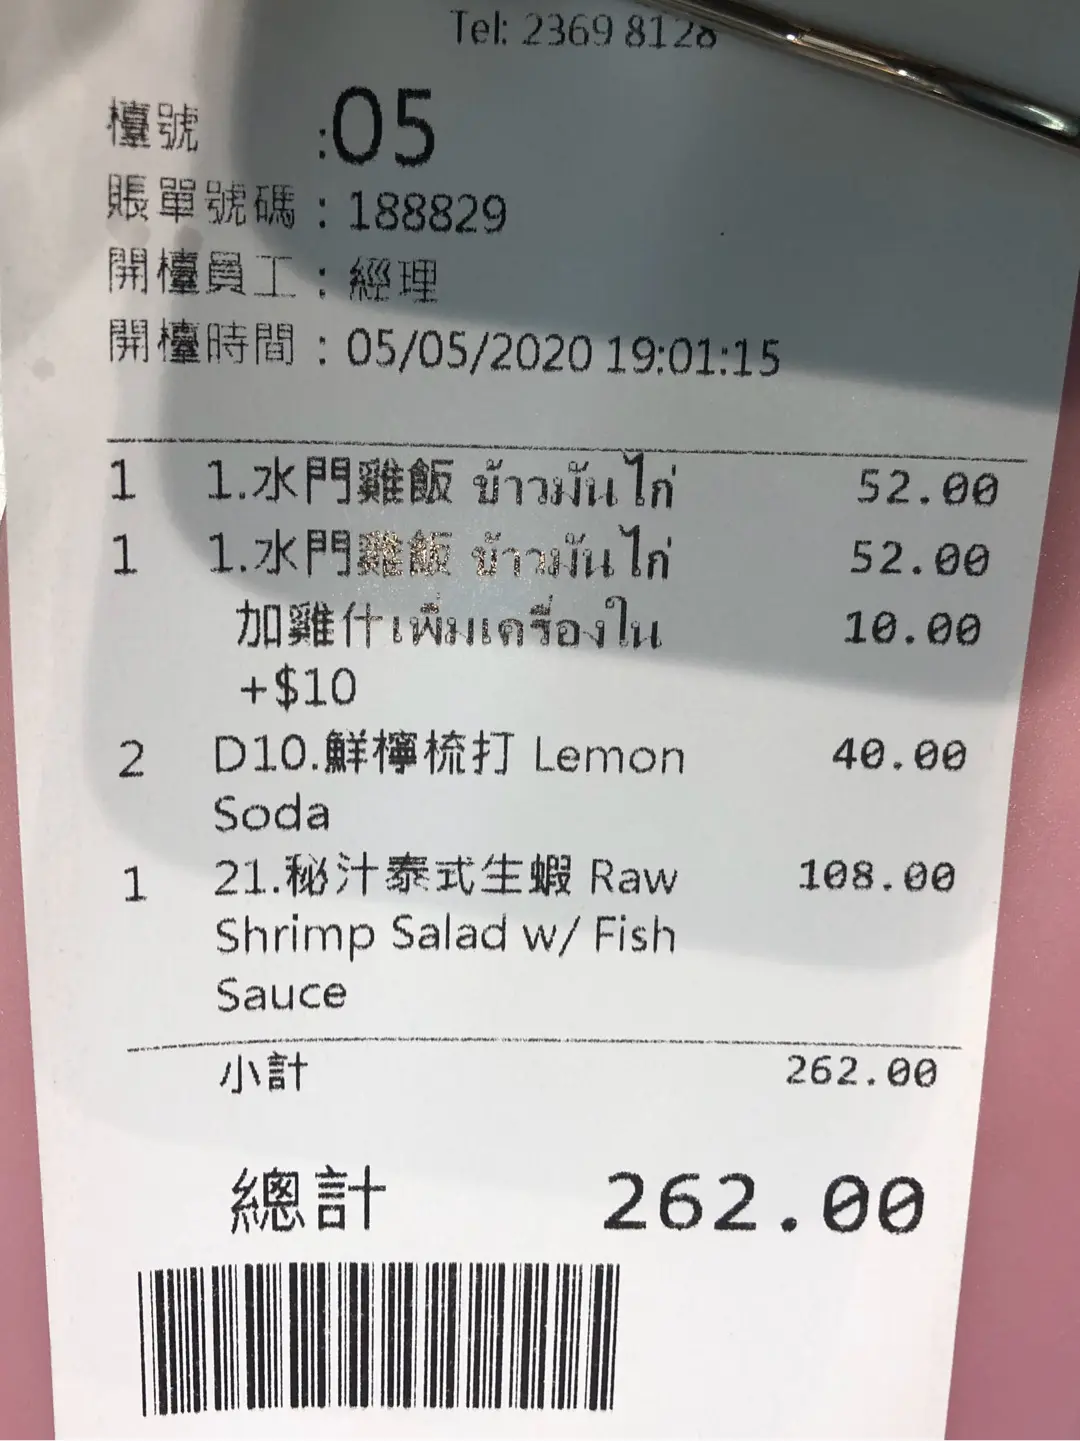 Tel: 2369 8128
檯號 :05
賬單號碼 : 188829
開檯員工 : 經理
開檯時間 : 05/05/2020 19:01:15
1 1.水門雞飯 ข้าวมันไก่ 52.00
1 1.水門雞飯 ข้าวมันไก่ 52.00
加雞什เพิ่มเครื่องใน 10.00
+$10
2 D10.鮮檸梳打 Lemon 40.00
Soda
1 21.秘汁泰式生蝦 Raw 108.00
Shrimp Salad w/ Fish
Sauce
小計 262.00
總計 262.00